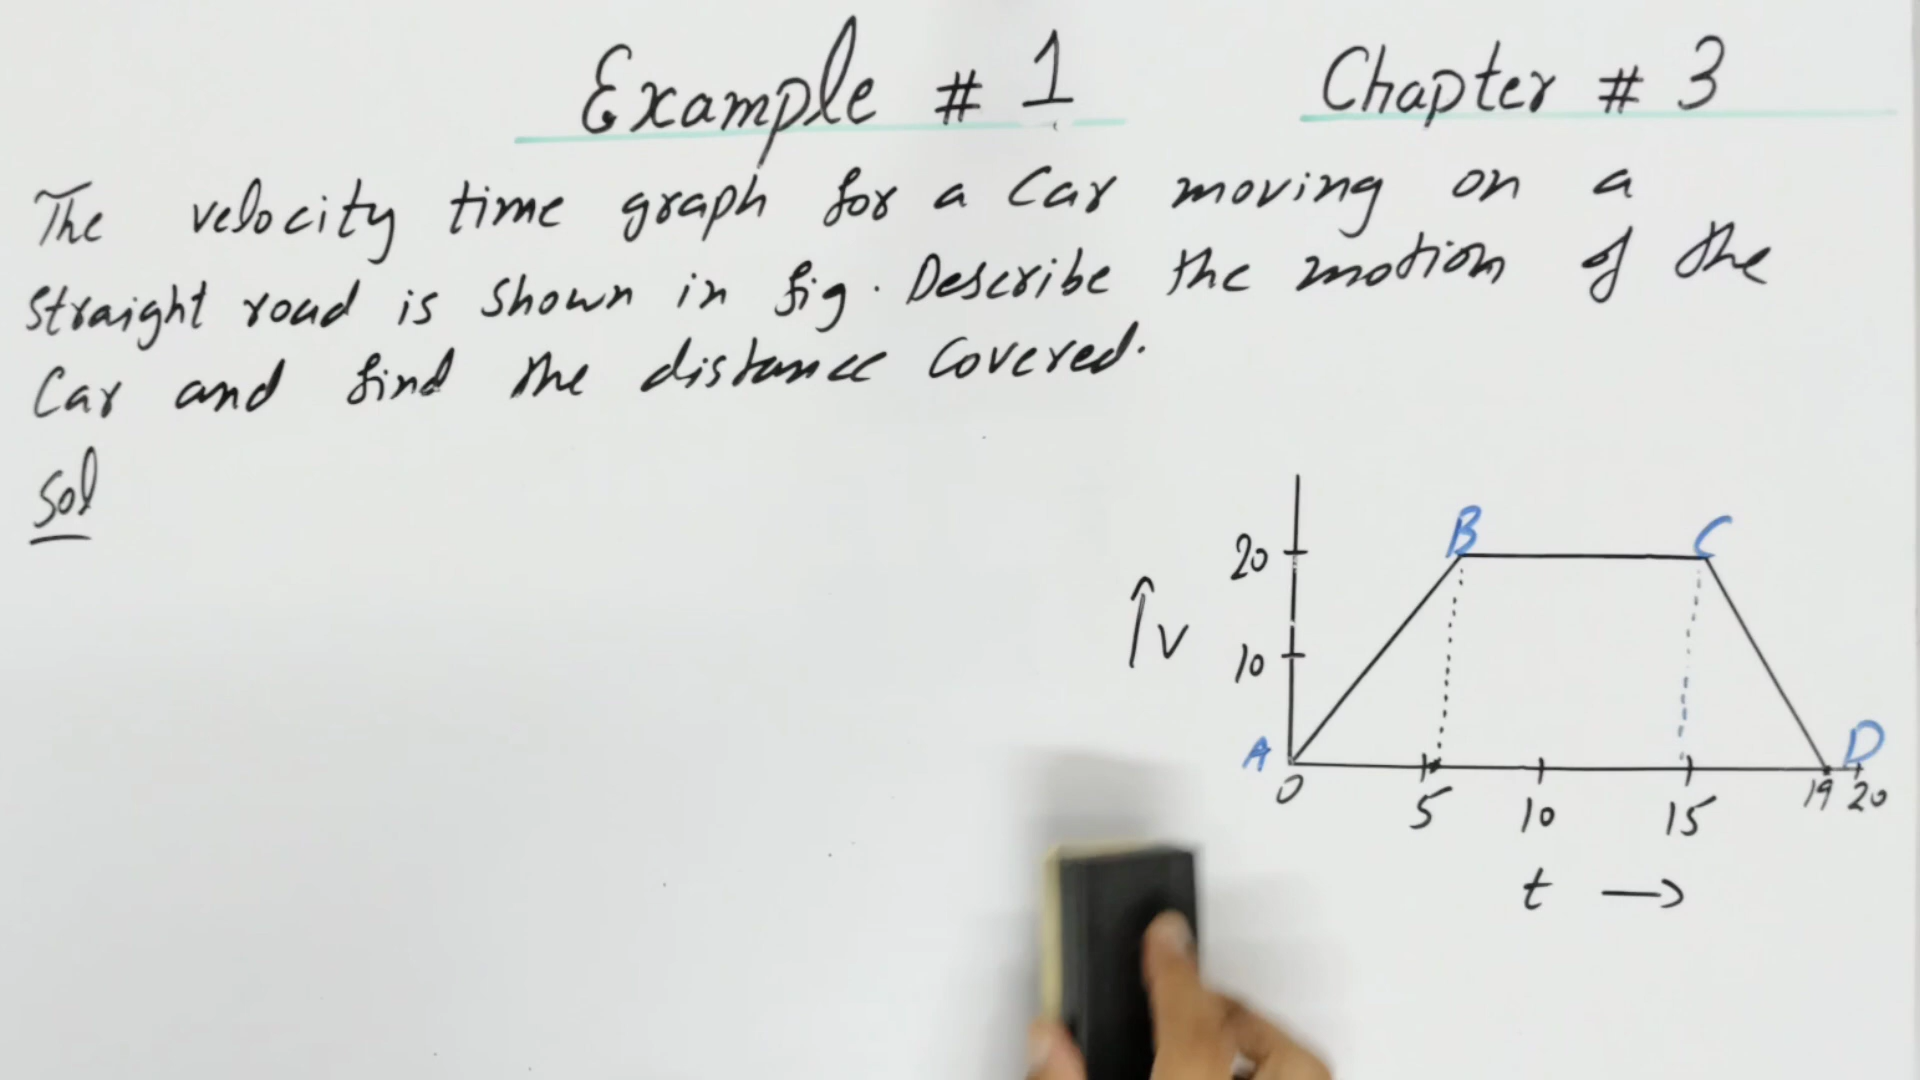 Example # 1 Chapter # 3
The velocity time graph for a Car moving on a
straight road is shown in fig. Describe the motion of the
Car and find the distance covered.
Sol
B C
20
↑v
10
A D
0 5 10 15 19 20
t →